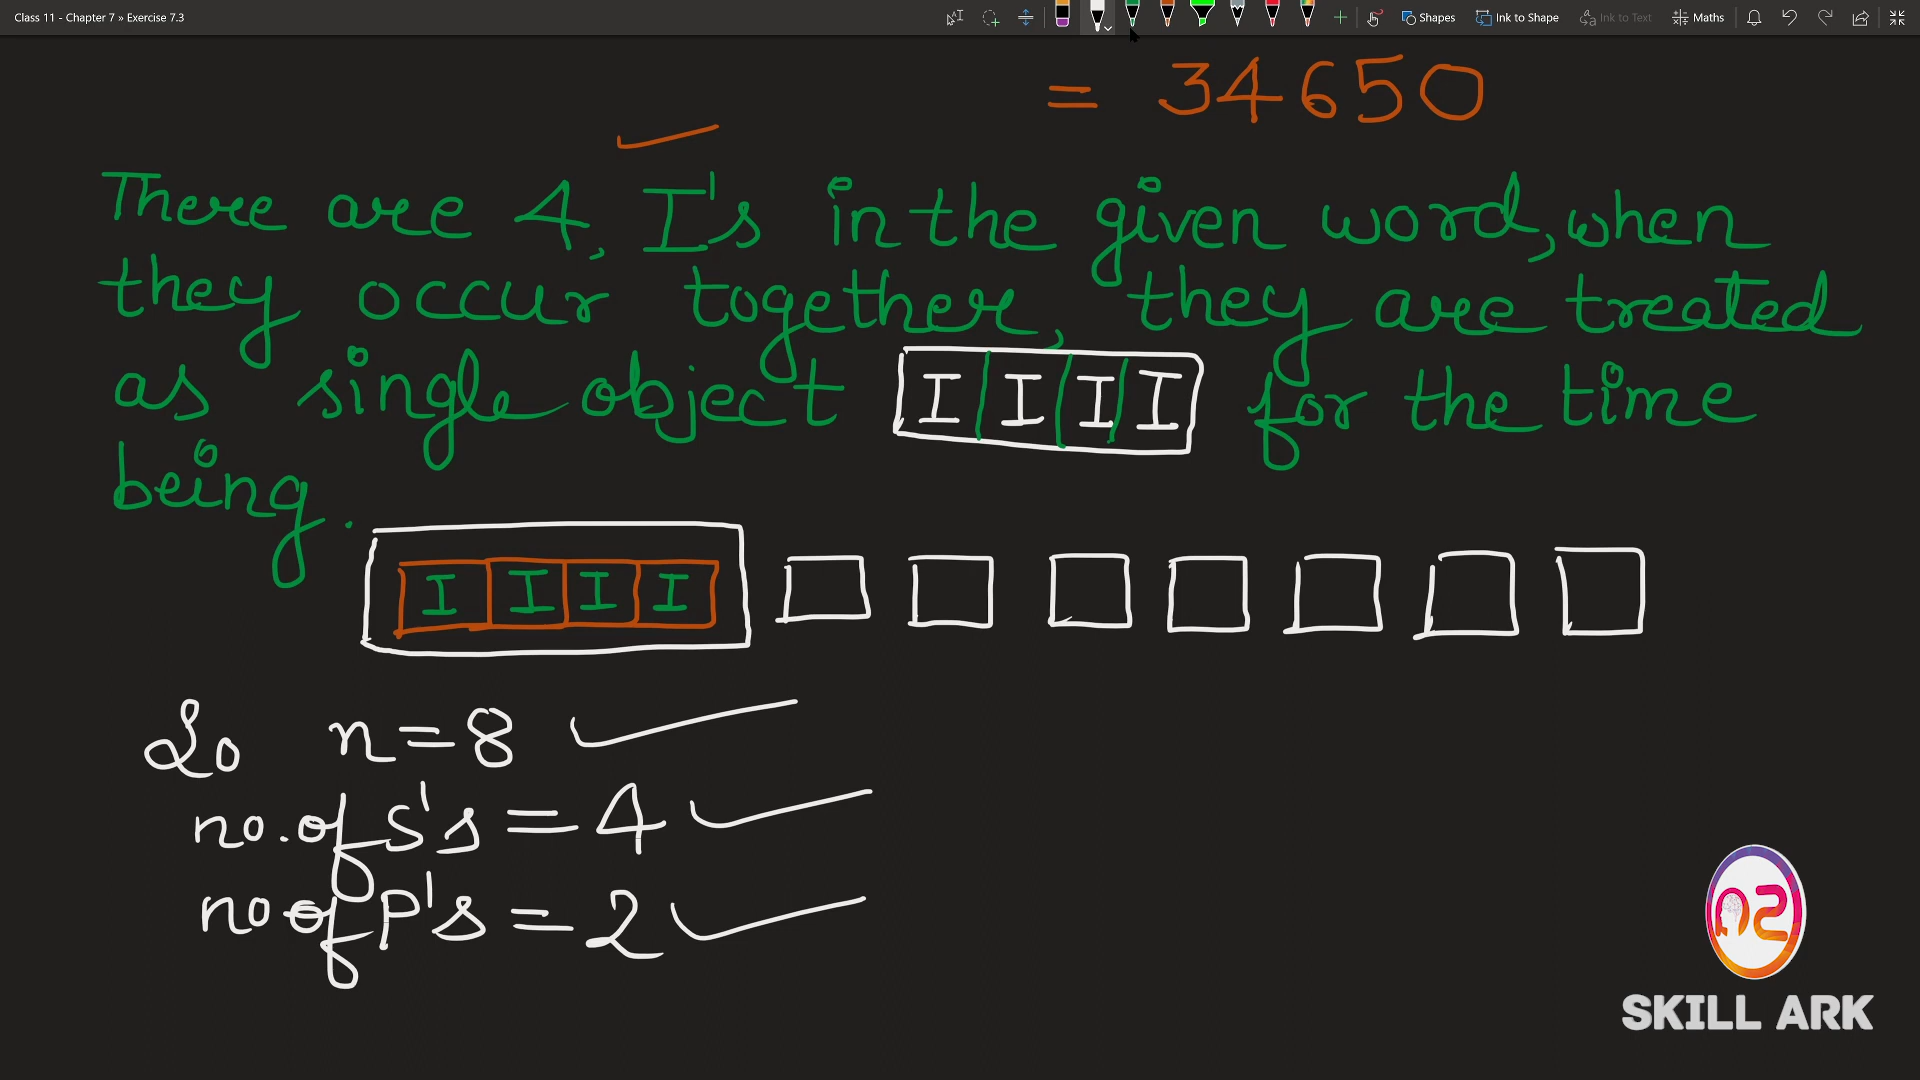 Class 11 - Chapter 7 » Exercise 7.3
Shapes Ink to Shape Ink to Text Maths
= 34650
There are 4, I's in the given word, when
they occur together, they are treated
as single object I I I I for the time
being.
I I I I
So n=8
no. of S's = 4
no of P's = 2
SKILL ARK